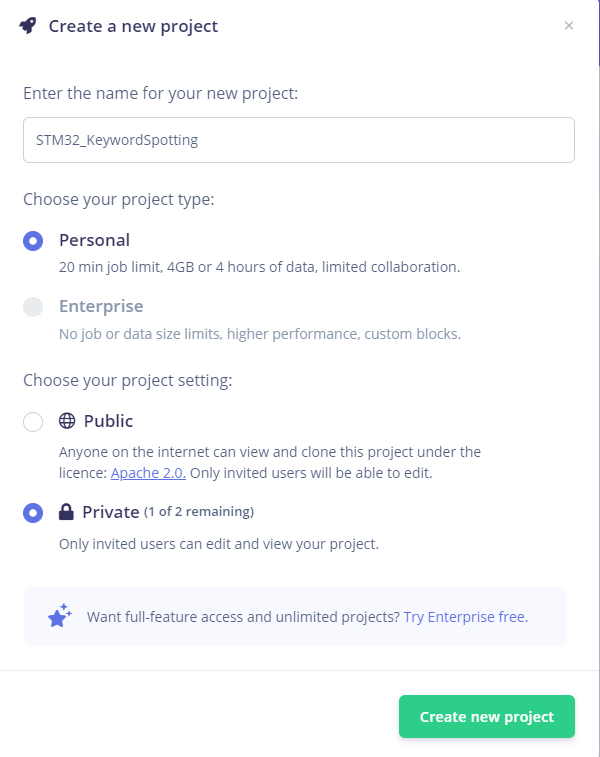 Create a new project
×
Enter the name for your new project:
STM32_KeywordSpotting
Choose your project type:
Personal
20 min job limit, 4GB or 4 hours of data, limited collaboration.
Enterprise
No job or data size limits, higher performance, custom blocks.
Choose your project setting:
Public
Anyone on the internet can view and clone this project under the
licence: Apache 2.0. Only invited users will be able to edit.
Private (1 of 2 remaining)
Only invited users can edit and view your project.
Want full-feature access and unlimited projects? Try Enterprise free.
Create new project